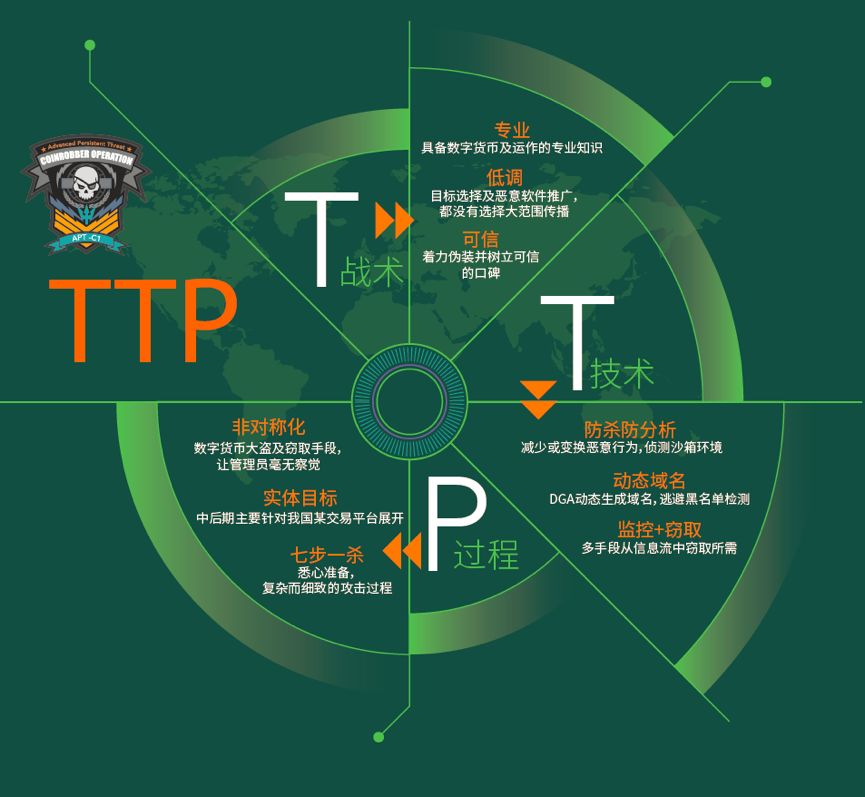 Advanced Persistent Threat
COINROBBER OPERATION
APT -C1
TTP
T战术
专业
具备数字货币及运作的专业知识
低调
目标选择及恶意软件推广，
都没有选择大范围传播
可信
着力伪装并树立可信
的口碑
T技术
防杀防分析
减少或变换恶意行为，侦测沙箱环境
动态域名
DGA动态生成域名，逃避黑名单检测
监控+窃取
多手段从信息流中窃取所需
P过程
非对称化
数字货币大盗及窃取手段，
让管理员毫无察觉
实体目标
中后期主要针对我国某交易平台展开
七步一杀
悉心准备，
复杂而细致的攻击过程